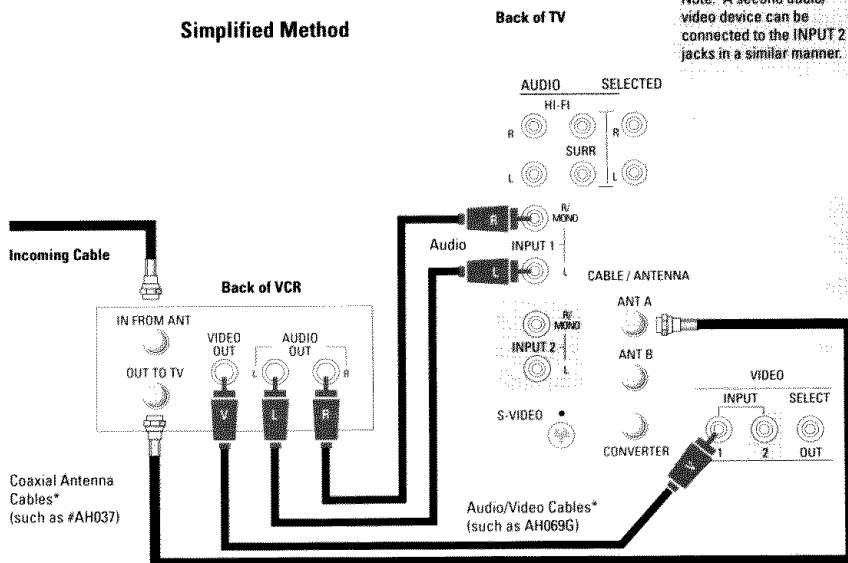 Simplified Method
Back of TV
Note: A second audio/
video device can be
connected to the INPUT 2
jacks in a similar manner.
AUDIO SELECTED
HI-FI
R R
SURR
L L
R R/
MONO
Audio INPUT 1
L L
Incoming Cable
Back of VCR
CABLE / ANTENNA
ANT A
IN FROM ANT
VIDEO
OUT
AUDIO
OUT
L R
OUT TO TV
V L R
R/
MONO
INPUT 2
L
ANT B
S-VIDEO
CONVERTER
VIDEO
INPUT SELECT
1 2 OUT
V
Coaxial Antenna
Cables*
(such as #AH037)
Audio/Video Cables*
(such as AH069G)